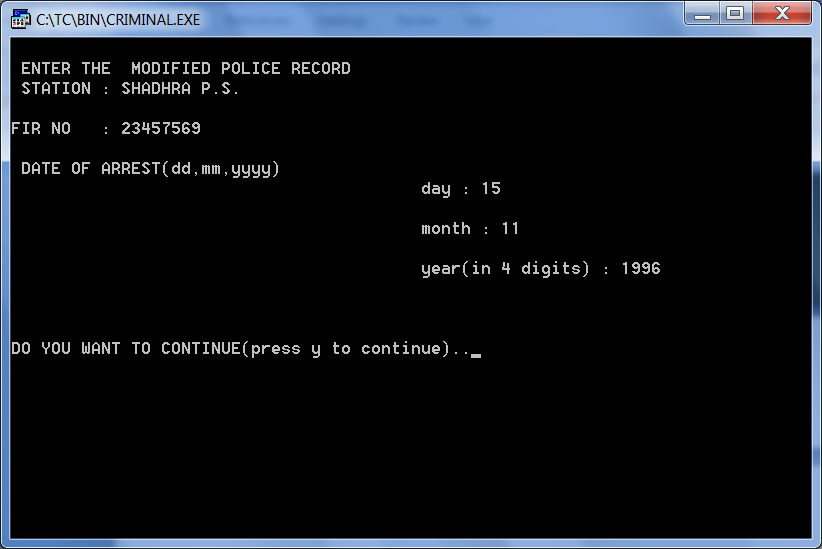 C:\TC\BIN\CRIMINAL.EXE
ENTER THE  MODIFIED POLICE RECORD
STATION : SHADHRA P.S.
FIR NO   : 23457569
DATE OF ARREST(dd,mm,yyyy)
day : 15
month : 11
year(in 4 digits) : 1996
DO YOU WANT TO CONTINUE(press y to continue).._